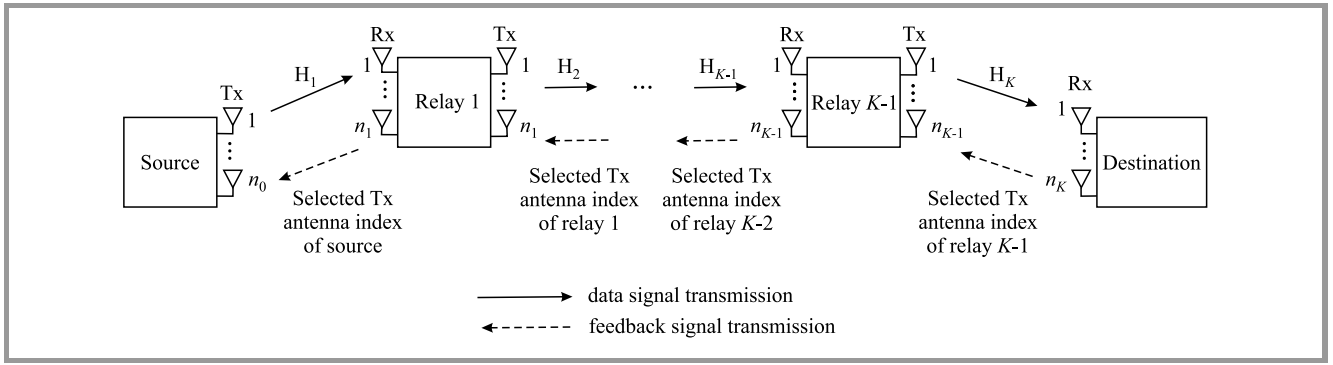 Source
Tx
1
n0
H1
Rx
1
n1
Relay 1
Tx
1
n1
H2
...
HK-1
Rx
1
nK-1
Relay K-1
Tx
1
nK-1
HK
Rx
1
nK
Destination
Selected Tx
antenna index
of source
Selected Tx
antenna index
of relay 1
Selected Tx
antenna index
of relay K-2
Selected Tx
antenna index
of relay K-1
data signal transmission
feedback signal transmission